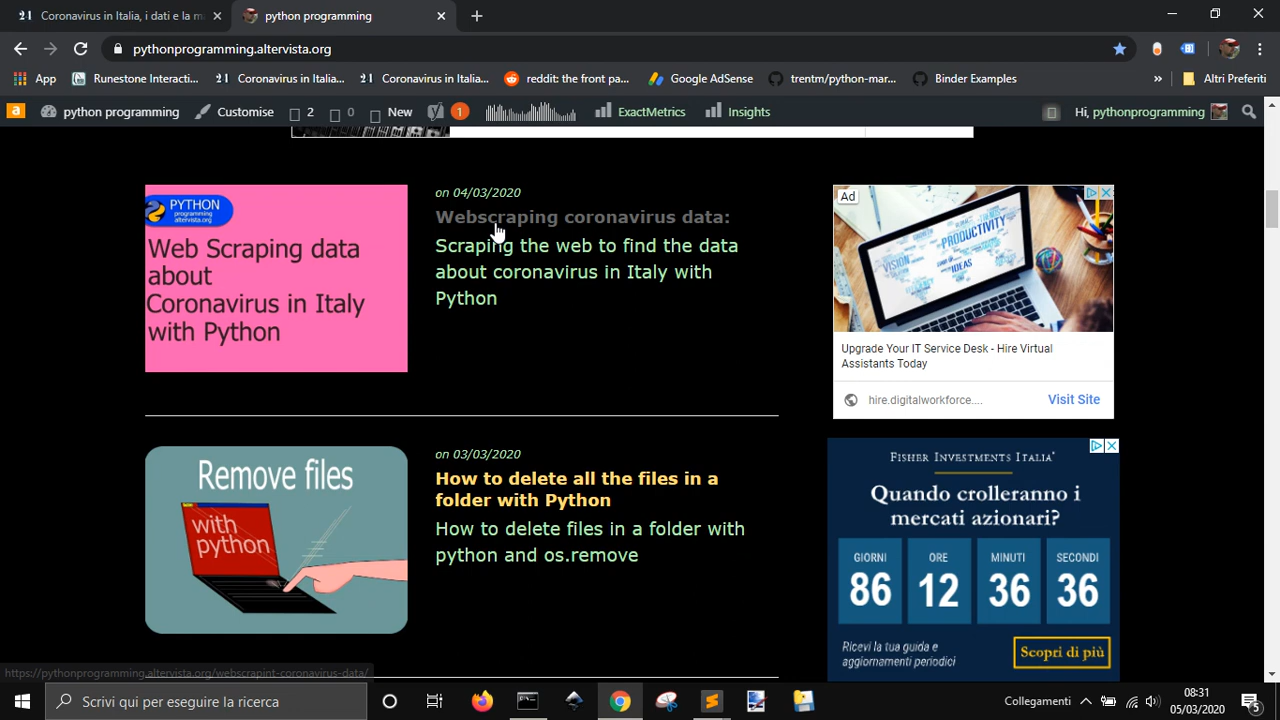 Coronavirus in Italia, i dati e la m
python programming
pythonprogramming.altervista.org
App
Runestone Interacti...
Coronavirus in Italia...
Coronavirus in Italia...
reddit: the front pa...
Google AdSense
trentm/python-mar...
Binder Examples
»
Altri Preferiti
a
python programming
Customise
2
0
New
1
ExactMetrics
Insights
Hi, pythonprogramming
PYTHON
programming
altervista.org
Web Scraping data
about
Coronavirus in Italy
with Python
on 04/03/2020
Webscraping coronavirus data:
Scraping the web to find the data
about coronavirus in Italy with
Python
Ad
PRODUCTIVITY
VISION
IDEAS
Upgrade Your IT Service Desk - Hire Virtual
Assistants Today
hire.digitalworkforce....
Visit Site
Remove files
with
python
on 03/03/2020
How to delete all the files in a
folder with Python
How to delete files in a folder with
python and os.remove
FISHER INVESTMENTS ITALIA*
Quando crolleranno i
mercati azionari?
GIORNI
ORE
MINUTI
SECONDI
86
12
36
36
Ricevi la tua guida e
aggiornamenti periodici
Scopri di più
https://pythonprogramming.altervista.org/webscrapint-coronavirus-data/
Scrivi qui per eseguire la ricerca
Collegamenti
08:31
05/03/2020
5